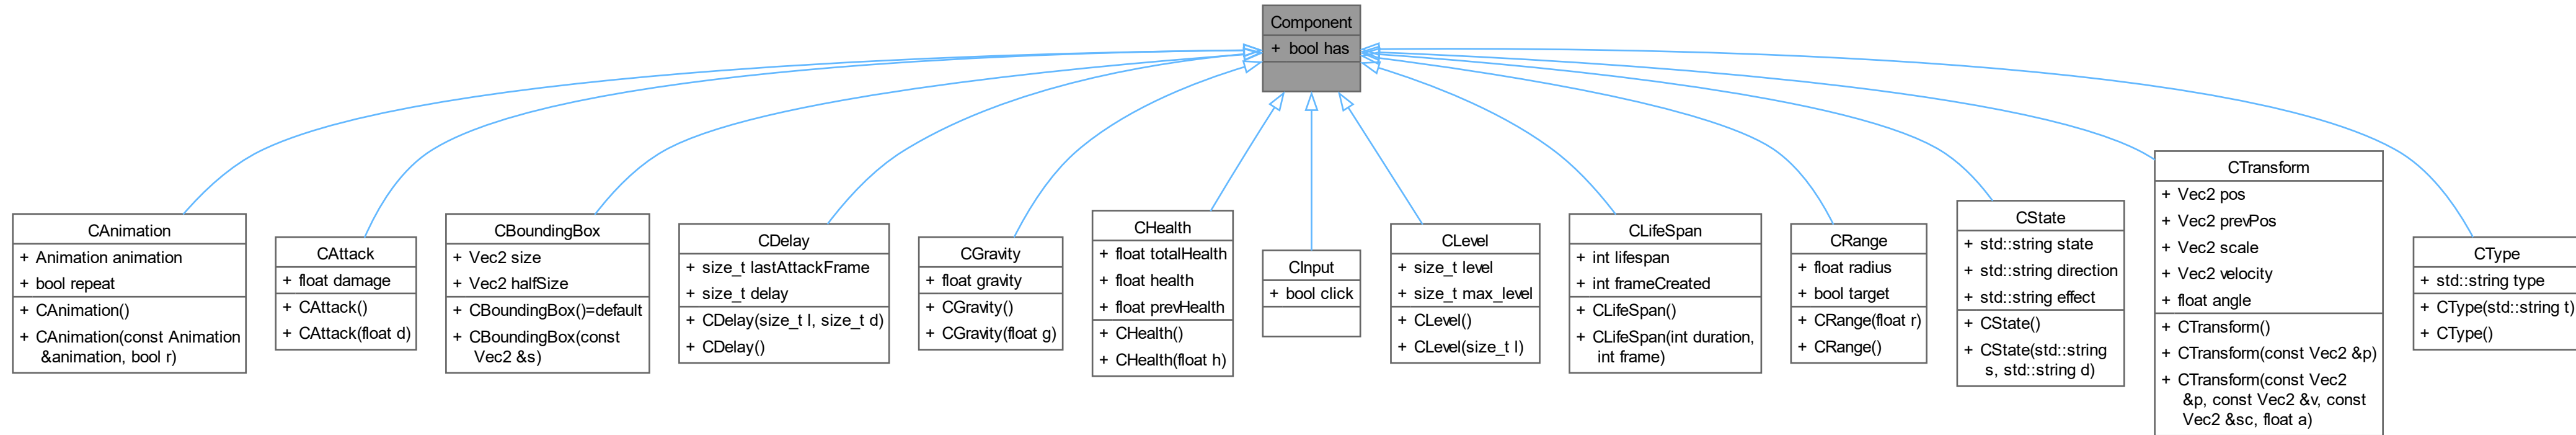 Component
+ bool has
CAnimation
+ Animation animation
+ bool repeat
+ CAnimation()
+ CAnimation(const Animation
&animation, bool r)
CAttack
+ float damage
+ CAttack()
+ CAttack(float d)
CBoundingBox
+ Vec2 size
+ Vec2 halfSize
+ CBoundingBox()=default
+ CBoundingBox(const
Vec2 &s)
CDelay
+ size_t lastAttackFrame
+ size_t delay
+ CDelay(size_t l, size_t d)
+ CDelay()
CGravity
+ float gravity
+ CGravity()
+ CGravity(float g)
CHealth
+ float totalHealth
+ float health
+ float prevHealth
+ CHealth()
+ CHealth(float h)
CInput
+ bool click
CLevel
+ size_t level
+ size_t max_level
+ CLevel()
+ CLevel(size_t l)
CLifeSpan
+ int lifespan
+ int frameCreated
+ CLifeSpan()
+ CLifeSpan(int duration,
int frame)
CRange
+ float radius
+ bool target
+ CRange(float r)
+ CRange()
CState
+ std::string state
+ std::string direction
+ std::string effect
+ CState()
+ CState(std::string
s, std::string d)
CTransform
+ Vec2 pos
+ Vec2 prevPos
+ Vec2 scale
+ Vec2 velocity
+ float angle
+ CTransform()
+ CTransform(const Vec2 &p)
+ CTransform(const Vec2
&p, const Vec2 &v, const
Vec2 &sc, float a)
CType
+ std::string type
+ CType(std::string t)
+ CType()